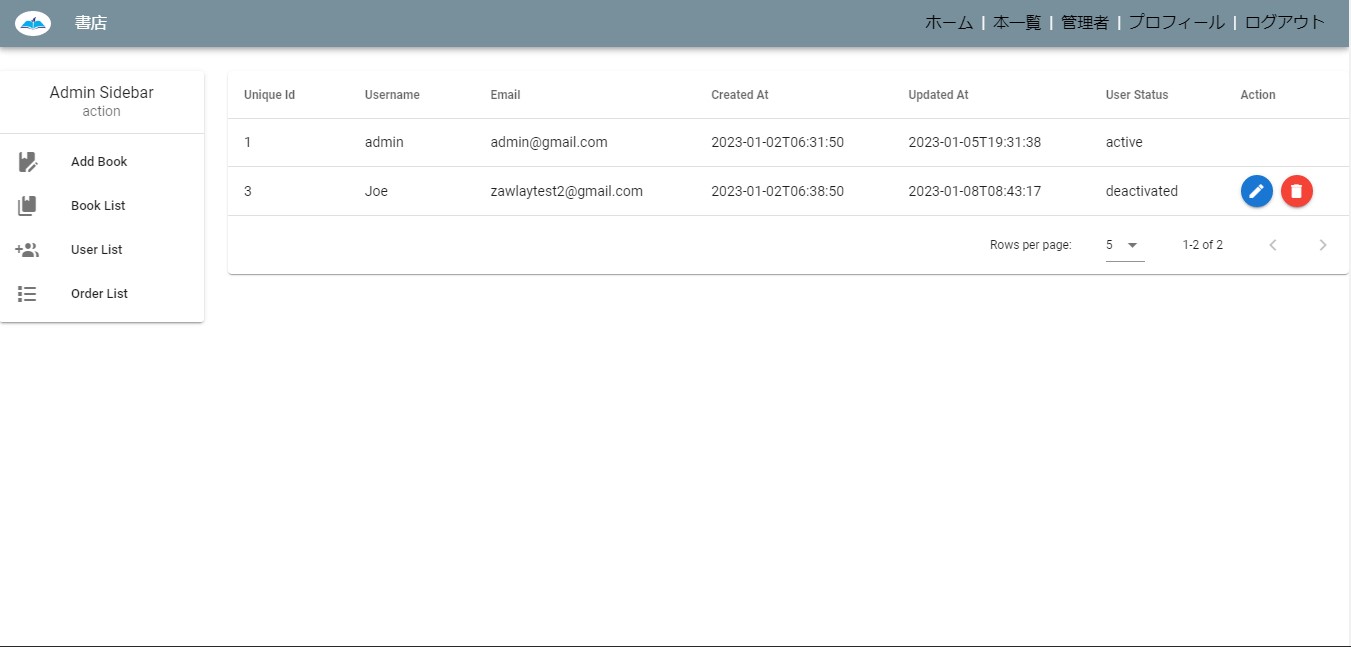 書店 ホーム | 本一覧 | 管理者 | プロフィール | ログアウト
Admin Sidebar
action
Add Book
Book List
User List
Order List
Unique Id Username Email Created At Updated At User Status Action
1 admin admin@gmail.com 2023-01-02T06:31:50 2023-01-05T19:31:38 active
3 Joe zawlaytest2@gmail.com 2023-01-02T06:38:50 2023-01-08T08:43:17 deactivated
Rows per page: 5 1-2 of 2